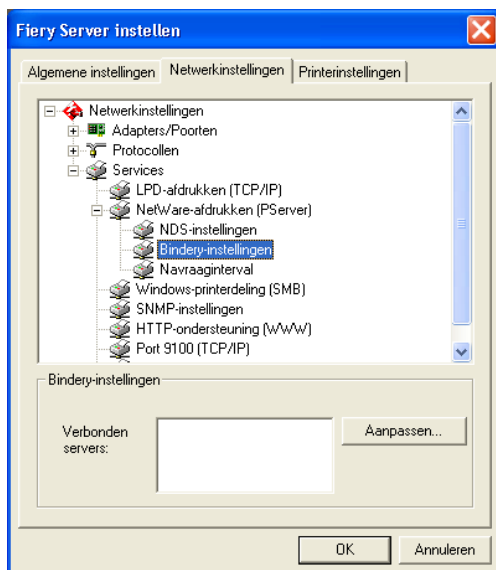 Fiery Server instellen
Algemene instellingen Netwerkinstellingen Printerinstellingen
Netwerkinstellingen
Adapters/Poorten
Protocollen
Services
LPD-afdrukken (TCP/IP)
NetWare-afdrukken (PServer)
NDS-instellingen
Bindery-instellingen
Navraaginterval
Windows-printerdeling (SMB)
SNMP-instellingen
HTTP-ondersteuning (WWW)
Port 9100 (TCP/IP)
Bindery-instellingen
Verbonden servers:
Aanpassen...
OK Annuleren